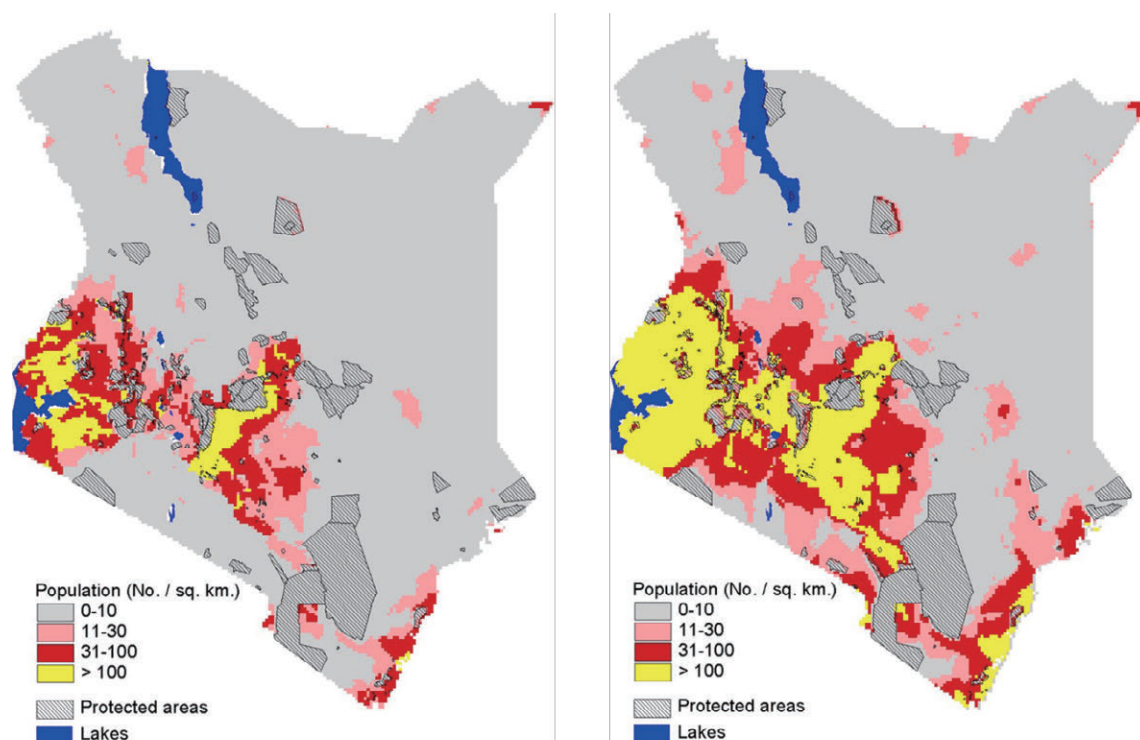 Population (No. / sq. km.)
0-10
11-30
31-100
> 100
Protected areas
Lakes
Population (No. / sq. km.)
0-10
11-30
31-100
> 100
Protected areas
Lakes